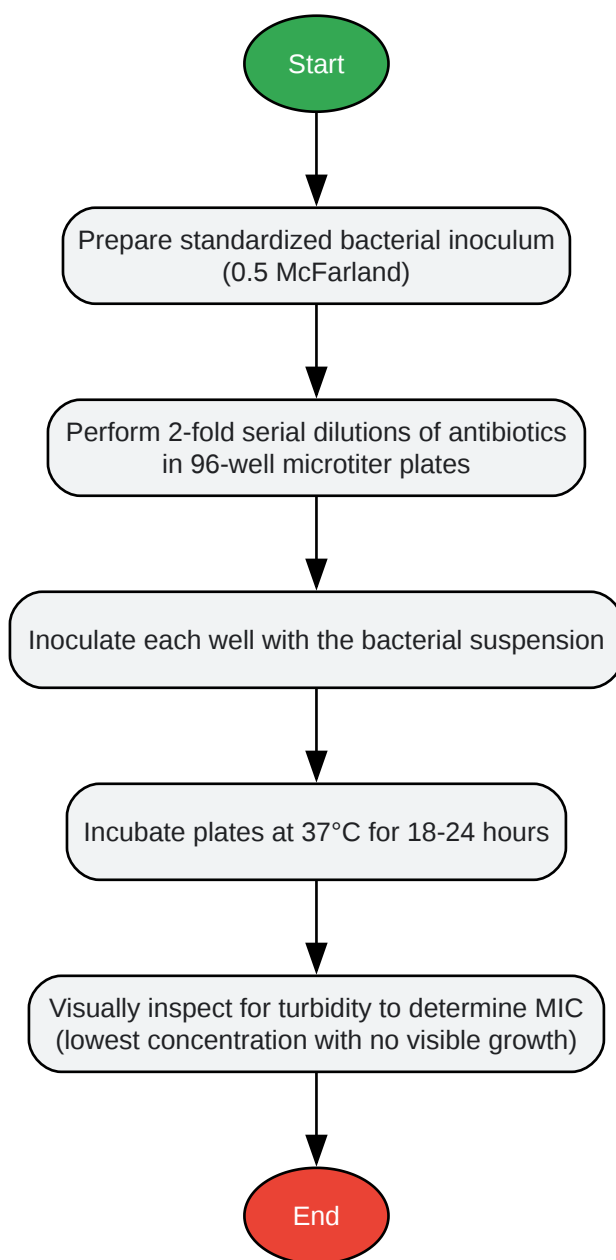 Start
Prepare standardized bacterial inoculum
(0.5 McFarland)
Perform 2-fold serial dilutions of antibiotics
in 96-well microtiter plates
Inoculate each well with the bacterial suspension
Incubate plates at 37°C for 18-24 hours
Visually inspect for turbidity to determine MIC
(lowest concentration with no visible growth)
End